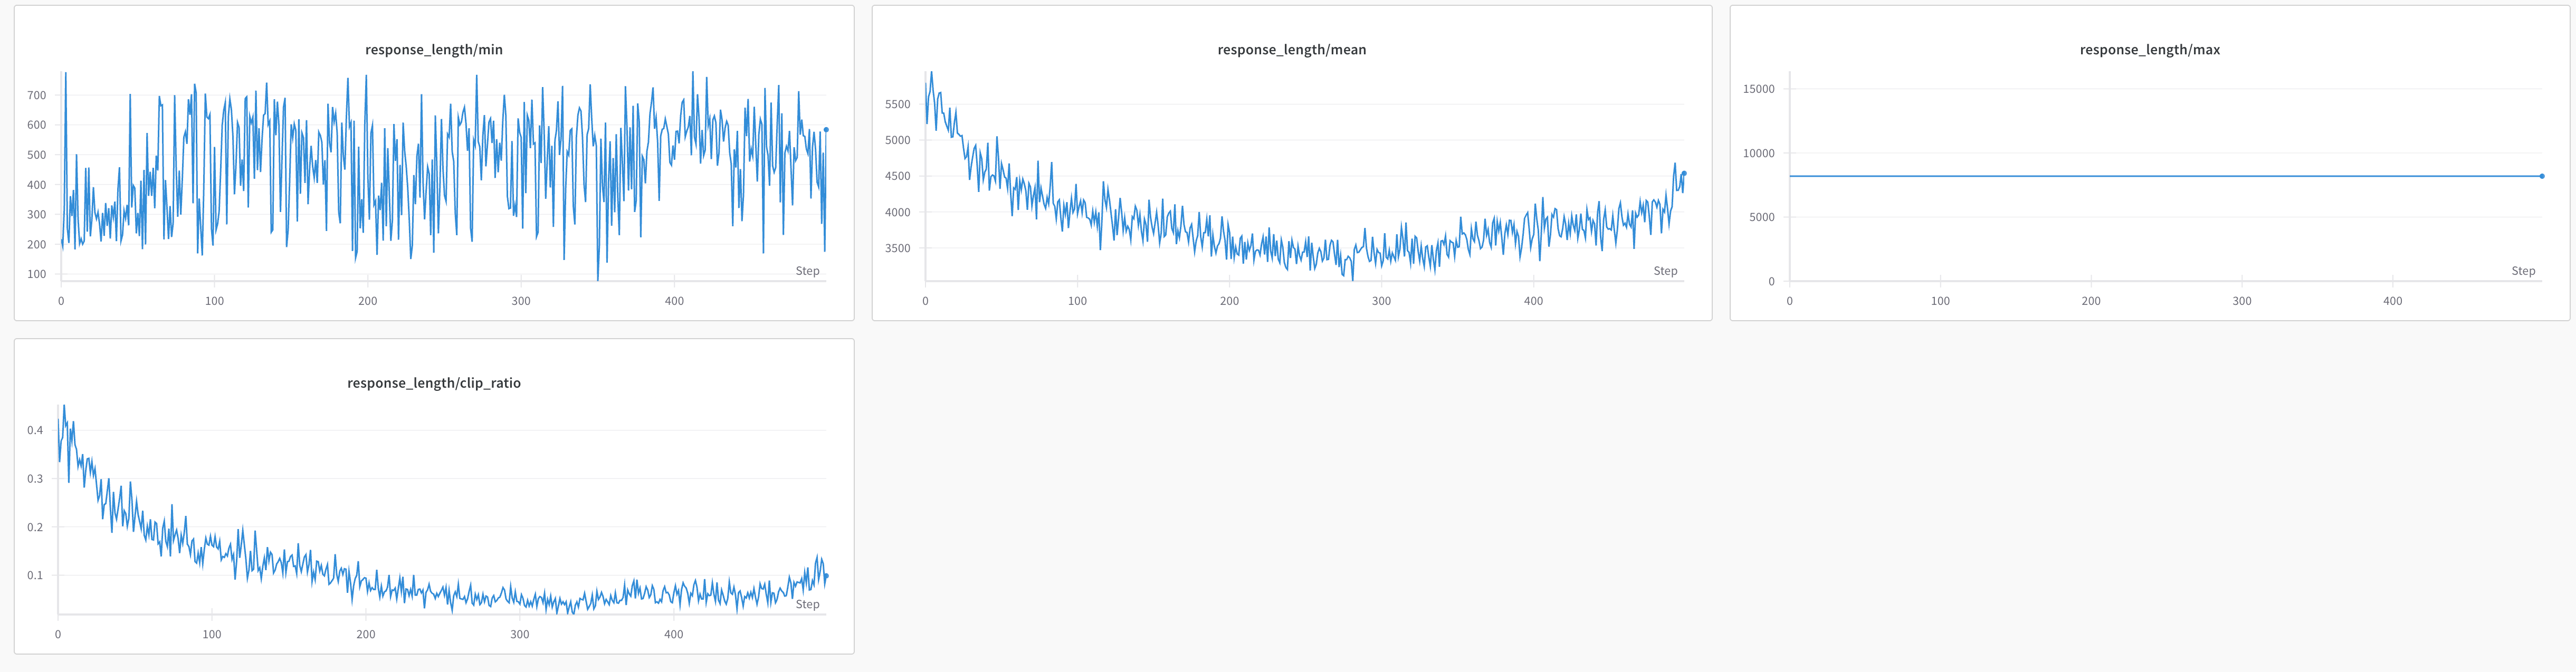 response_length/min
700
600
500
400
300
200
100
Step
0 100 200 300 400
response_length/mean
5500
5000
4500
4000
3500
Step
0 100 200 300 400
response_length/max
15000
10000
5000
0
Step
0 100 200 300 400
response_length/clip_ratio
0.4
0.3
0.2
0.1
Step
0 100 200 300 400